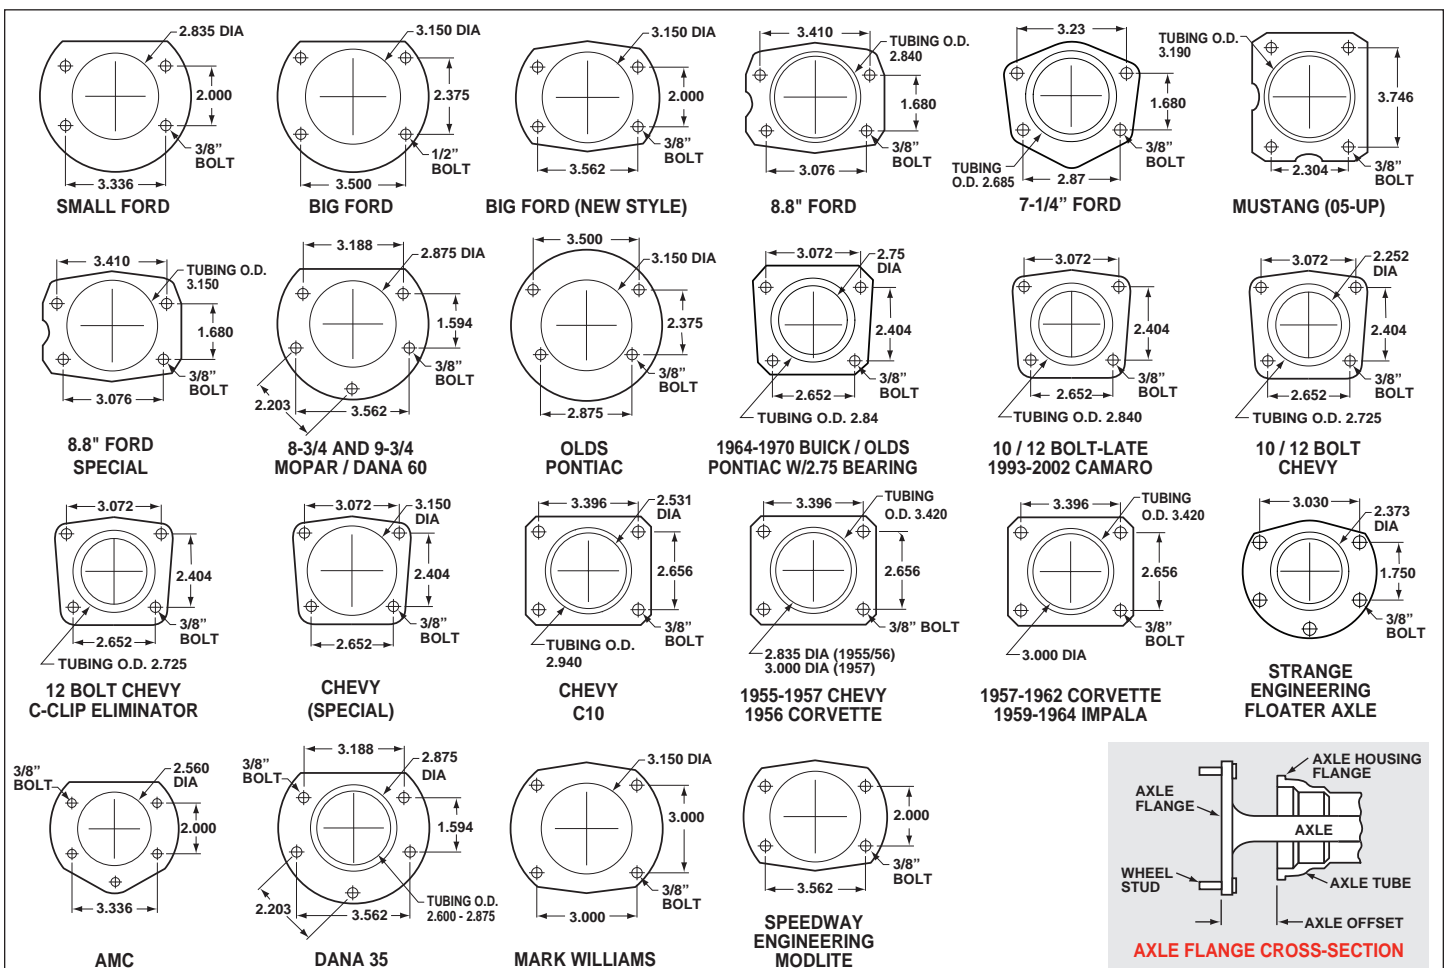 2.835 DIA
2.000
3/8”
BOLT
3.336
SMALL FORD
3.150 DIA
2.375
1/2”
BOLT
3.500
BIG FORD
3.150 DIA
2.000
3/8”
BOLT
3.562
BIG FORD (NEW STYLE)
3.410
TUBING O.D.
2.840
1.680
3/8”
BOLT
3.076
8.8" FORD
3.23
1.680
3/8”
BOLT
TUBING
O.D. 2.685
2.87
7-1/4” FORD
TUBING O.D.
3.190
3.746
3/8”
BOLT
2.304
MUSTANG (05-UP)
3.410
TUBING O.D.
3.150
1.680
3/8”
BOLT
3.076
8.8" FORD
SPECIAL
3.188
2.875 DIA
1.594
3/8”
BOLT
2.203
3.562
8-3/4 AND 9-3/4
MOPAR / DANA 60
3.500
3.150 DIA
2.375
3/8”
BOLT
2.875
OLDS
PONTIAC
3.072
2.75
DIA
2.404
3/8”
BOLT
2.652
TUBING O.D. 2.84
1964-1970 BUICK / OLDS
PONTIAC W/2.75 BEARING
3.072
2.404
3/8”
BOLT
2.652
TUBING O.D. 2.840
10 / 12 BOLT-LATE
1993-2002 CAMARO
3.072
2.252
DIA
2.404
3/8”
BOLT
2.652
TUBING O.D. 2.725
10 / 12 BOLT
CHEVY
3.072
2.404
3/8”
BOLT
2.652
TUBING O.D. 2.725
12 BOLT CHEVY
C-CLIP ELIMINATOR
3.072
3.150
DIA
2.404
3/8”
BOLT
2.652
CHEVY
(SPECIAL)
3.396
2.531
DIA
2.656
3/8”
BOLT
TUBING O.D.
2.940
CHEVY
C10
3.396
TUBING
O.D. 3.420
2.656
3/8” BOLT
2.835 DIA (1955/56)
3.000 DIA (1957)
1955-1957 CHEVY
1956 CORVETTE
3.396
TUBING
O.D. 3.420
2.656
3/8”
BOLT
3.000 DIA
1957-1962 CORVETTE
1959-1964 IMPALA
3.030
2.373
DIA
1.750
3/8”
BOLT
STRANGE
ENGINEERING
FLOATER AXLE
3/8”
BOLT
2.560
DIA
2.000
3.336
AMC
3/8”
BOLT
3.188
2.875
DIA
1.594
2.203
3.562
TUBING O.D.
2.600 - 2.875
DANA 35
3.150 DIA
3.000
3/8”
BOLT
3.000
MARK WILLIAMS
2.000
3/8”
BOLT
3.562
SPEEDWAY
ENGINEERING
MODLITE
AXLE HOUSING
FLANGE
AXLE
FLANGE
AXLE
WHEEL
STUD
AXLE TUBE
AXLE OFFSET
AXLE FLANGE CROSS-SECTION